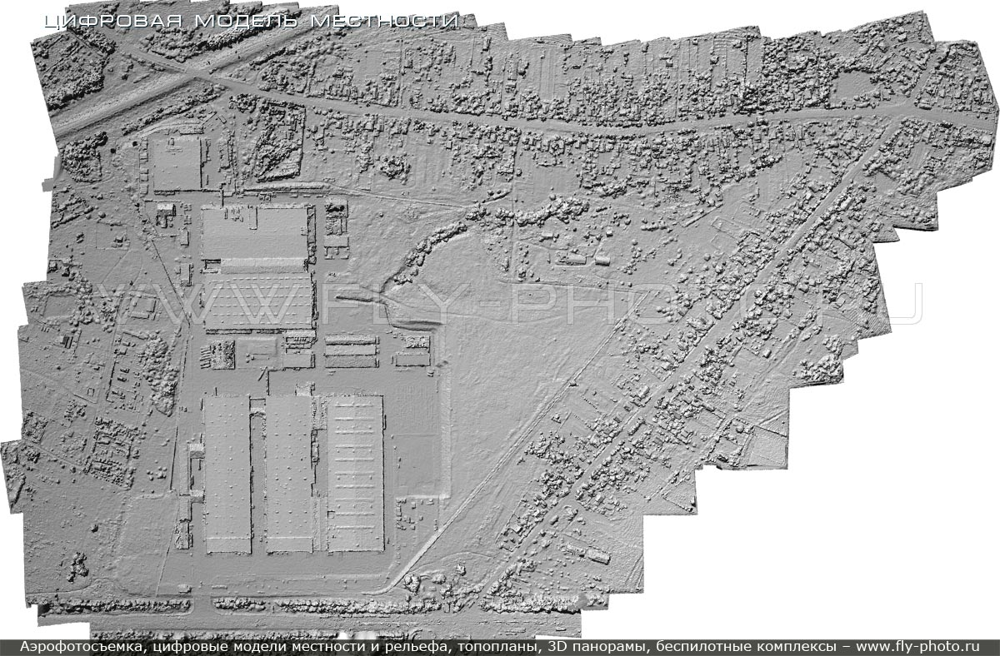 ЦИФРОВАЯ МОДЕЛЬ МЕСТНОСТИ
WWW.FLY-PHOTO.RU
Аэрофотосъемка, цифровые модели местности и рельефа, топопланы, 3D панорамы, беспилотные комплексы – www.fly-photo.ru